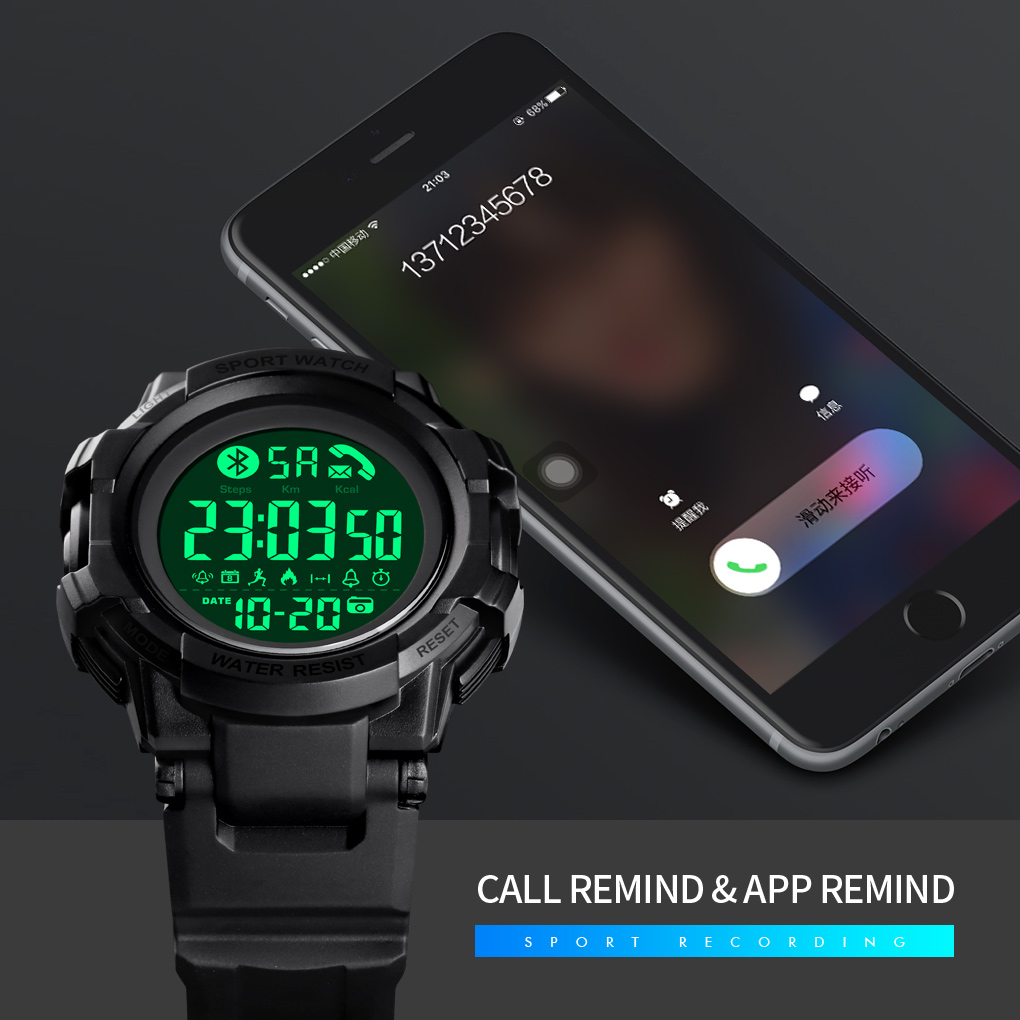 中国移动
21:03
68%
13712345678
信息
提醒我
滑动来接听
SPORT WATCH
LIGHT
SA
Steps Km Kcal
23:03 50
DATE 10-20
MODE
RESET
WATER RESIST
CALL REMIND & APP REMIND
SPORT RECORDING